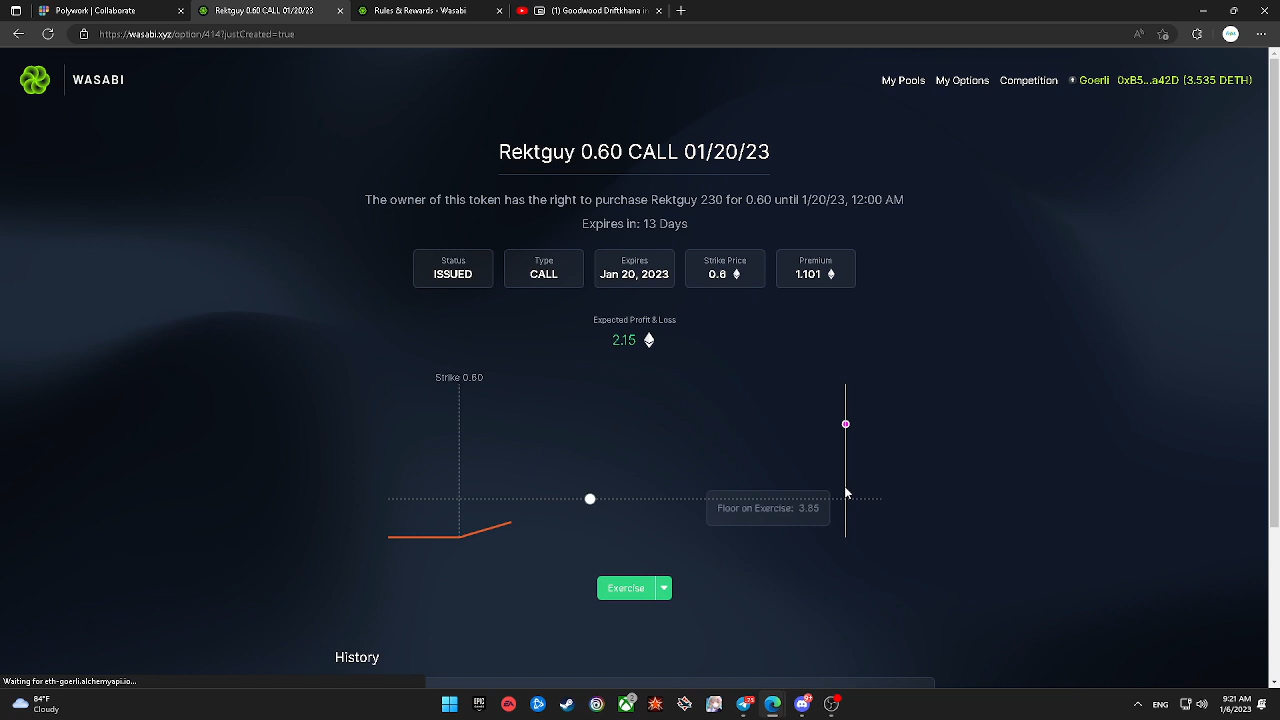 Polywork | Collaborate
Rektguy 0.60 CALL 01/20/23
Rules & Rewards - Wasabi
(1) Goodwood Driftkhana in
https://wasabi.xyz/option/414?justCreated=true
WASABI
My Pools
My Options
Competition
Goerli
0xB5...a42D (3.535 DETH)
Rektguy 0.60 CALL 01/20/23
The owner of this token has the right to purchase Rektguy 230 for 0.60 until 1/20/23, 12:00 AM
Expires in: 13 Days
Status
ISSUED
Type
CALL
Expires
Jan 20, 2023
Strike Price
0.6
Premium
1.101
Expected Profit & Loss
2.15
Strike 0.60
Floor on Exercise: 3.85
Exercise
History
Waiting for eth-goerli.alchemyapi.io...
84°F
Cloudy
EPIC
GAMES
EA
ENG
9:21 AM
1/6/2023